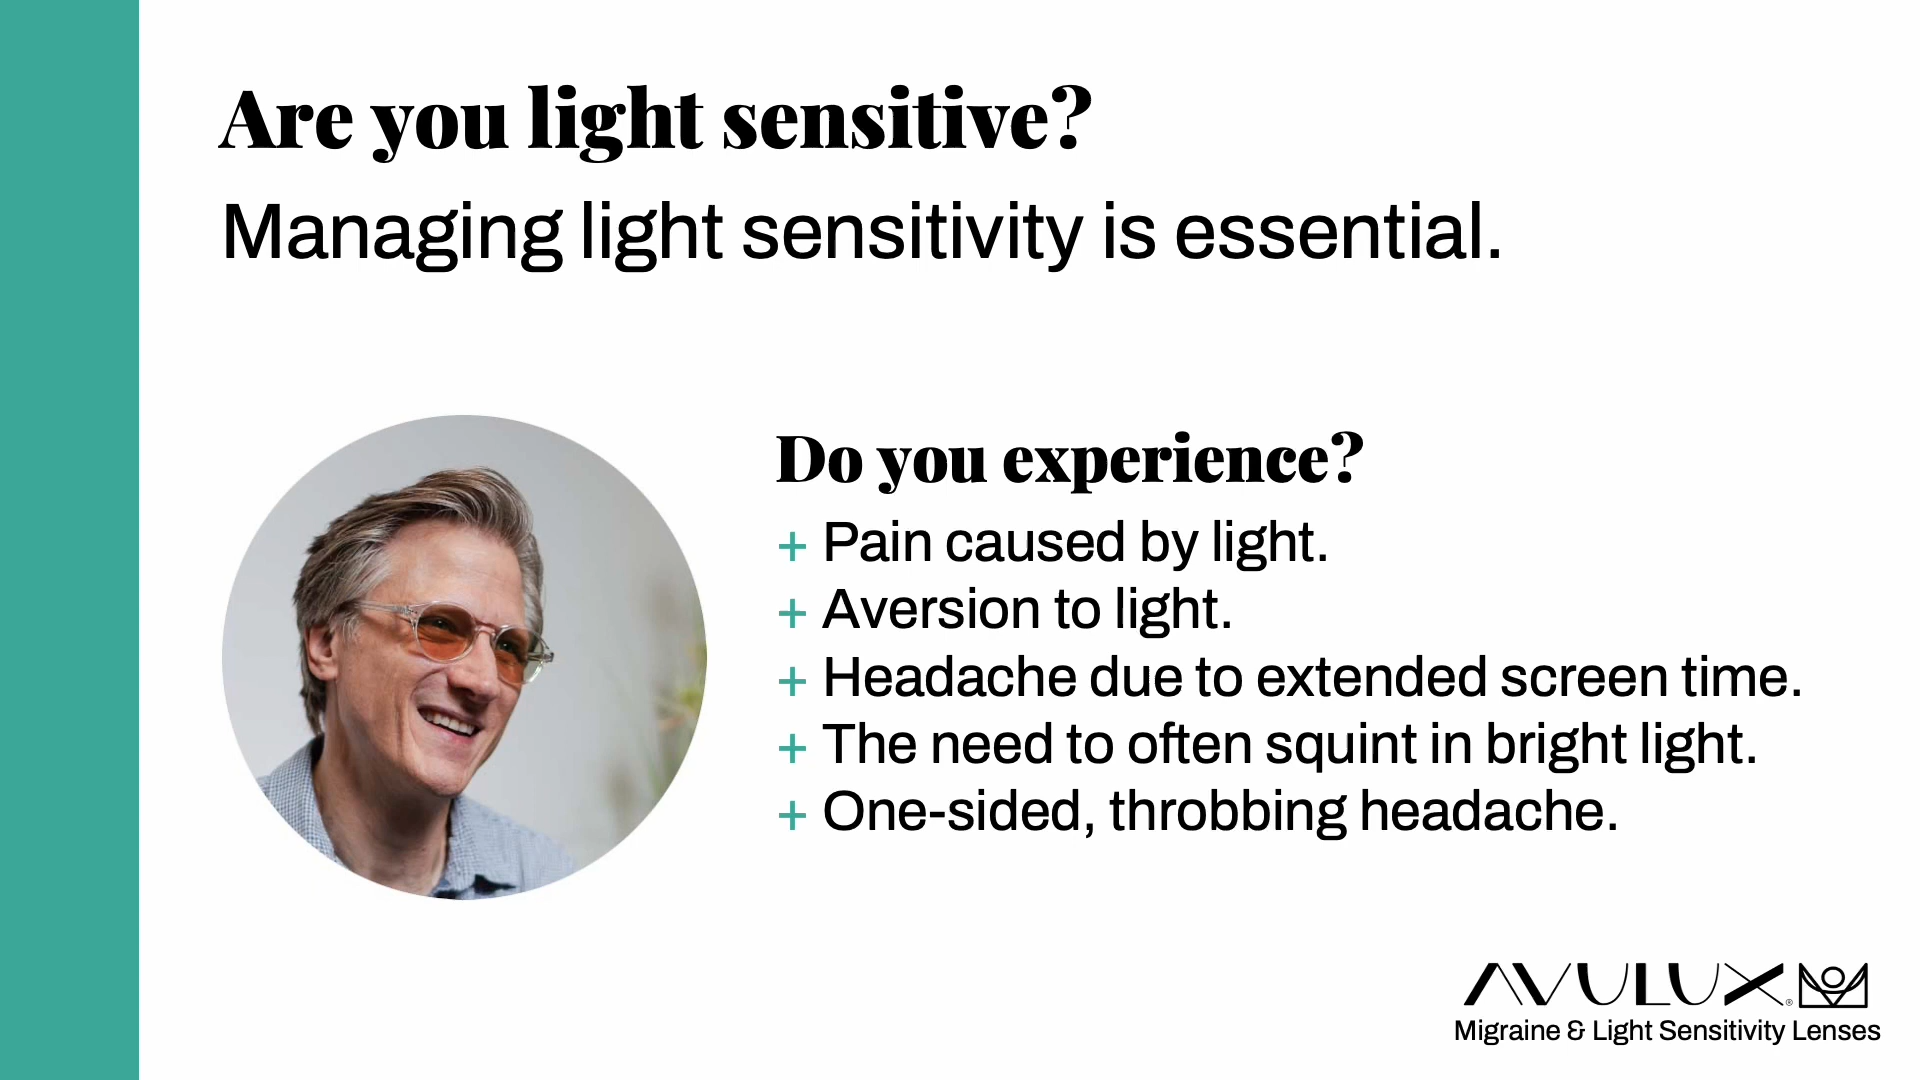 Are you light sensitive?
Managing light sensitivity is essential.
Do you experience?
+ Pain caused by light.
+ Aversion to light.
+ Headache due to extended screen time.
+ The need to often squint in bright light.
+ One-sided, throbbing headache.
AVULUX®
Migraine & Light Sensitivity Lenses